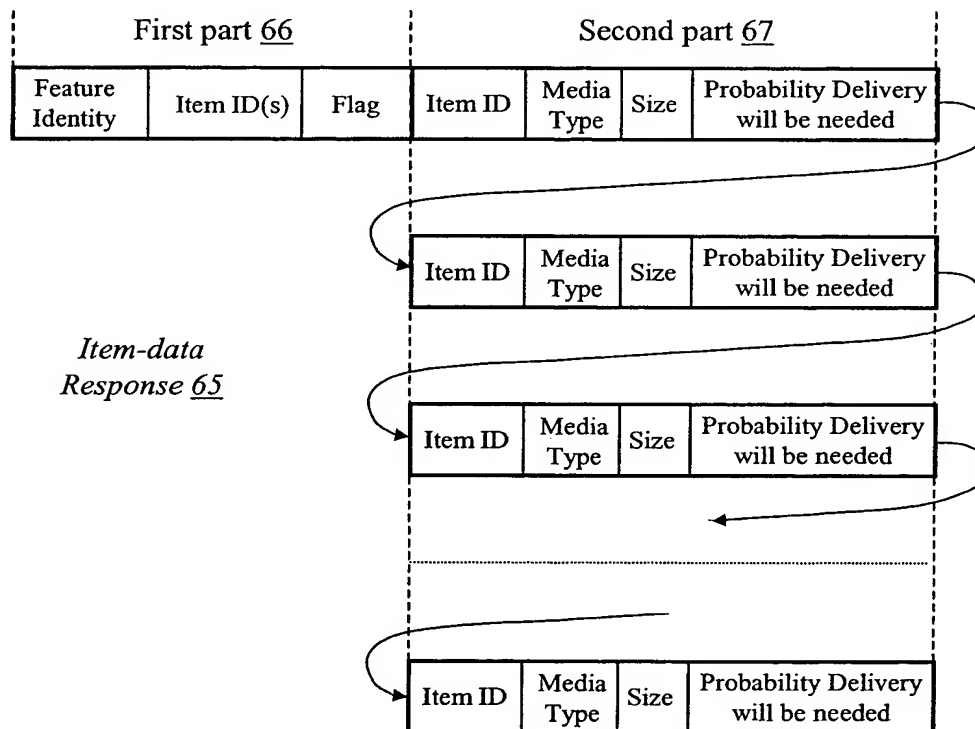 First part 66
Second part 67
Feature Identity
Item ID(s)
Flag
Item ID
Media Type
Size
Probability Delivery will be needed
Item ID
Media Type
Size
Probability Delivery will be needed
Item-data Response 65
Item ID
Media Type
Size
Probability Delivery will be needed
Item ID
Media Type
Size
Probability Delivery will be needed